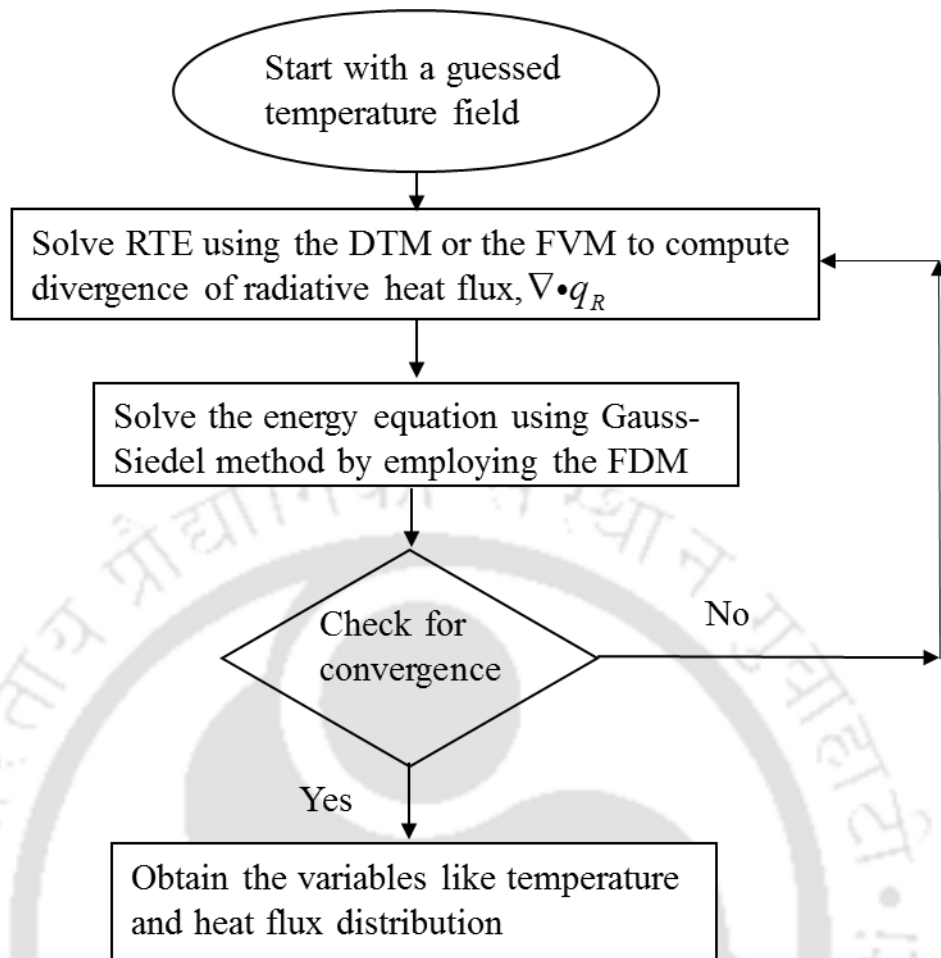 Start with a guessed
temperature field
Solve RTE using the DTM or the FVM to compute
divergence of radiative heat flux, ∇•q_R
Solve the energy equation using Gauss-
Siedel method by employing the FDM
Check for
convergence
No
Yes
Obtain the variables like temperature
and heat flux distribution